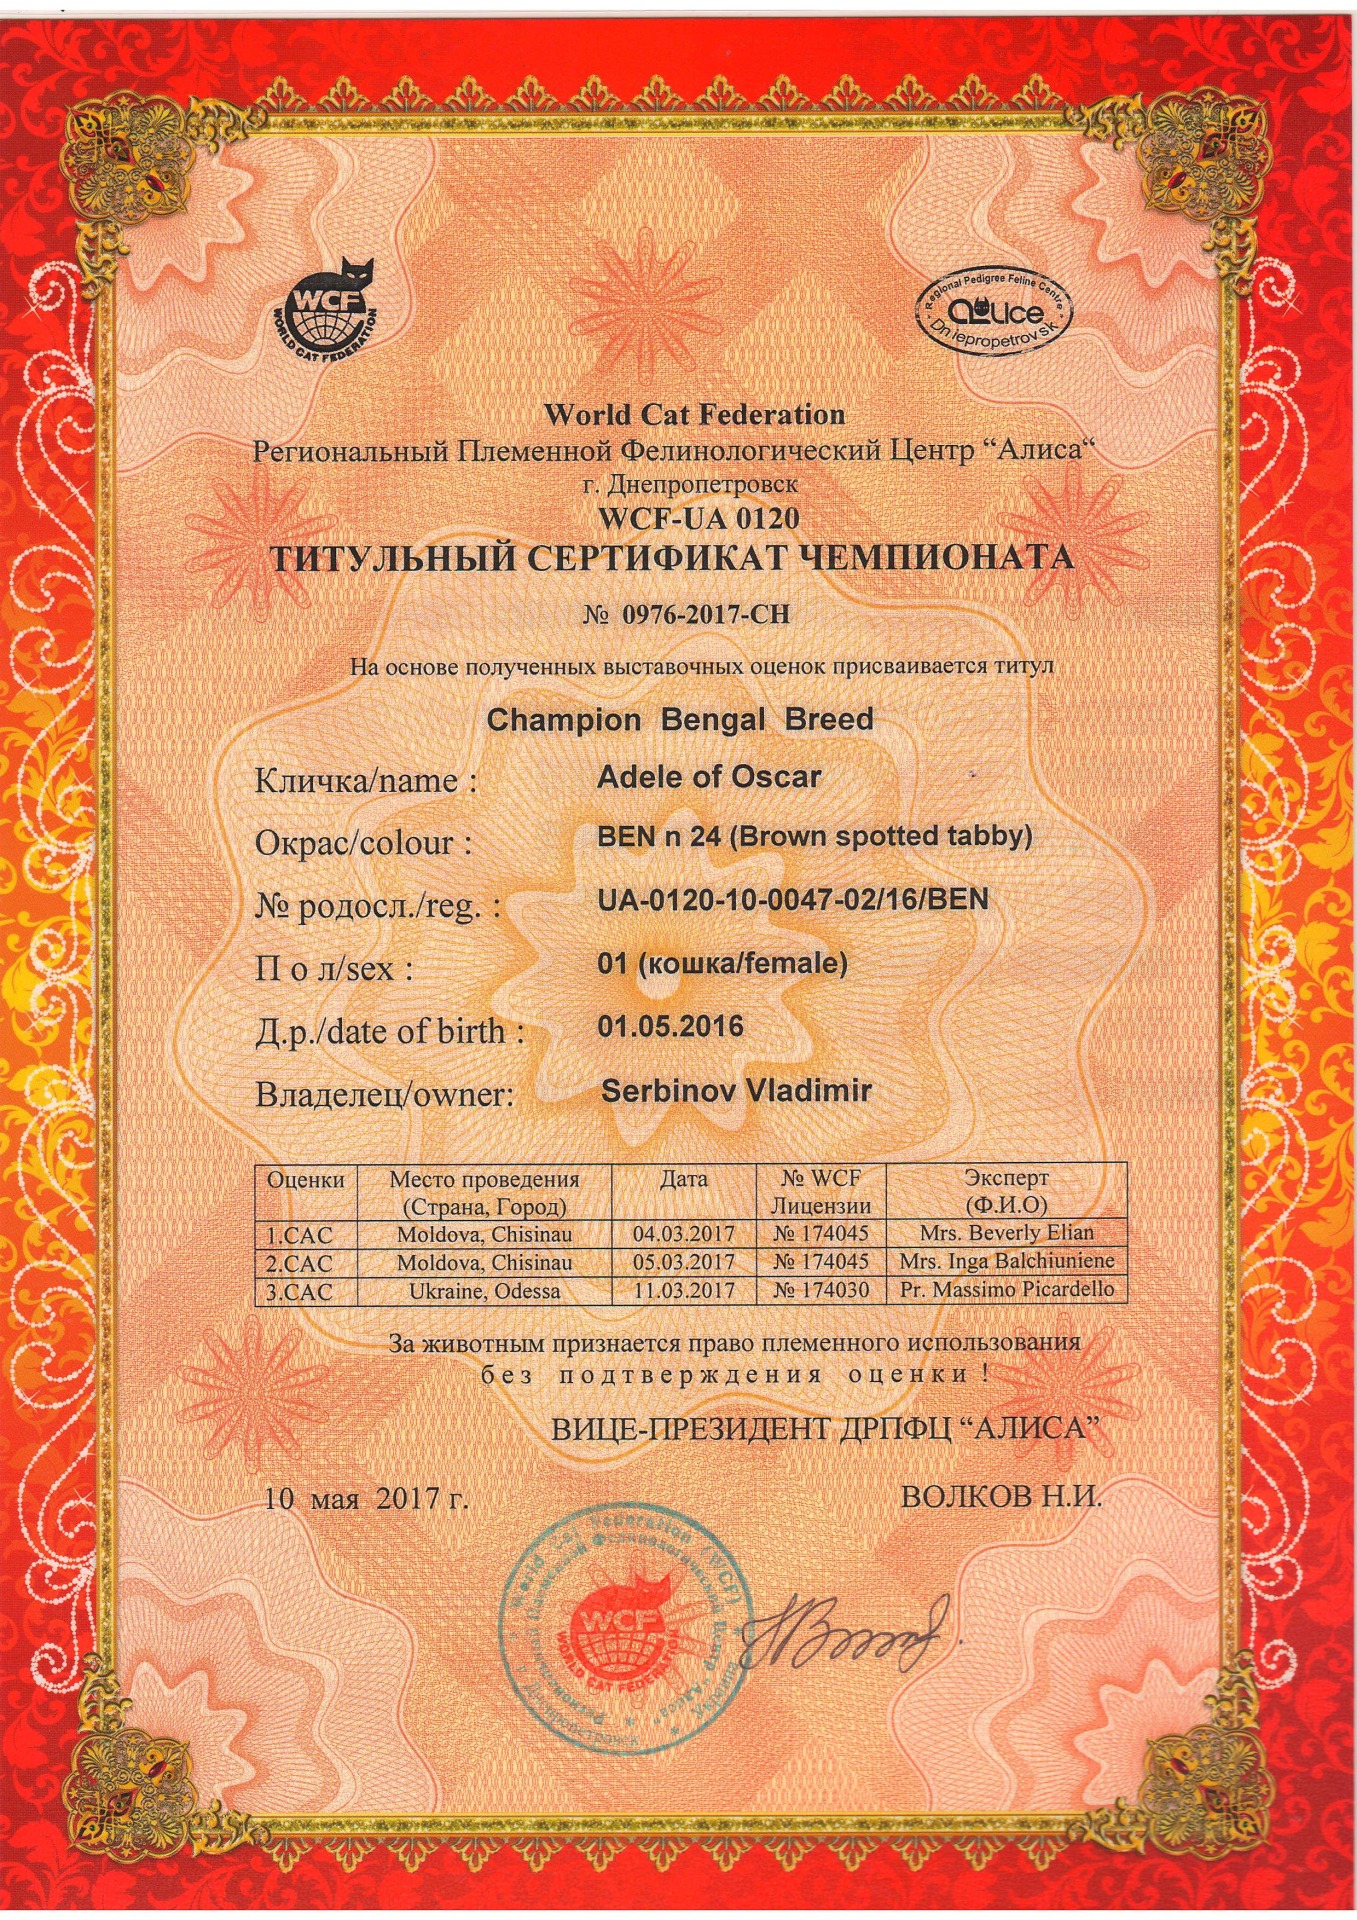 WCF
WORLD CAT FEDERATION
Regional Pedigree Feline Centre
ALICE
Dniepropetrovsk
World Cat Federation
Региональный Племенной Фелинологический Центр “Алиса“
г. Днепропетровск
WCF-UA 0120
ТИТУЛЬНЫЙ СЕРТИФИКАТ ЧЕМПИОНАТА
№ 0976-2017-CH
На основе полученных выставочных оценок присваивается титул
Champion Bengal Breed
Кличка/name : Adele of Oscar
Окрас/colour : BEN n 24 (Brown spotted tabby)
№ родосл./reg. : UA-0120-10-0047-02/16/BEN
П о л/sex : 01 (кошка/female)
Д.р./date of birth : 01.05.2016
Владелец/owner: Serbinov Vladimir
Оценки Место проведения Дата № WCF Эксперт
(Страна, Город) Лицензии (Ф.И.О)
1.CAC Moldova, Chisinau 04.03.2017 № 174045 Mrs. Beverly Elian
2.CAC Moldova, Chisinau 05.03.2017 № 174045 Mrs. Inga Balchiuniene
3.CAC Ukraine, Odessa 11.03.2017 № 174030 Pr. Massimo Picardello
За животным признается право племенного использования
без подтверждения оценки !
ВИЦЕ-ПРЕЗИДЕНТ ДРПФЦ “АЛИСА”
10 мая 2017 г. ВОЛКОВ Н.И.
World Cat Federation (WCF)
WCF
WORLD CAT FEDERATION